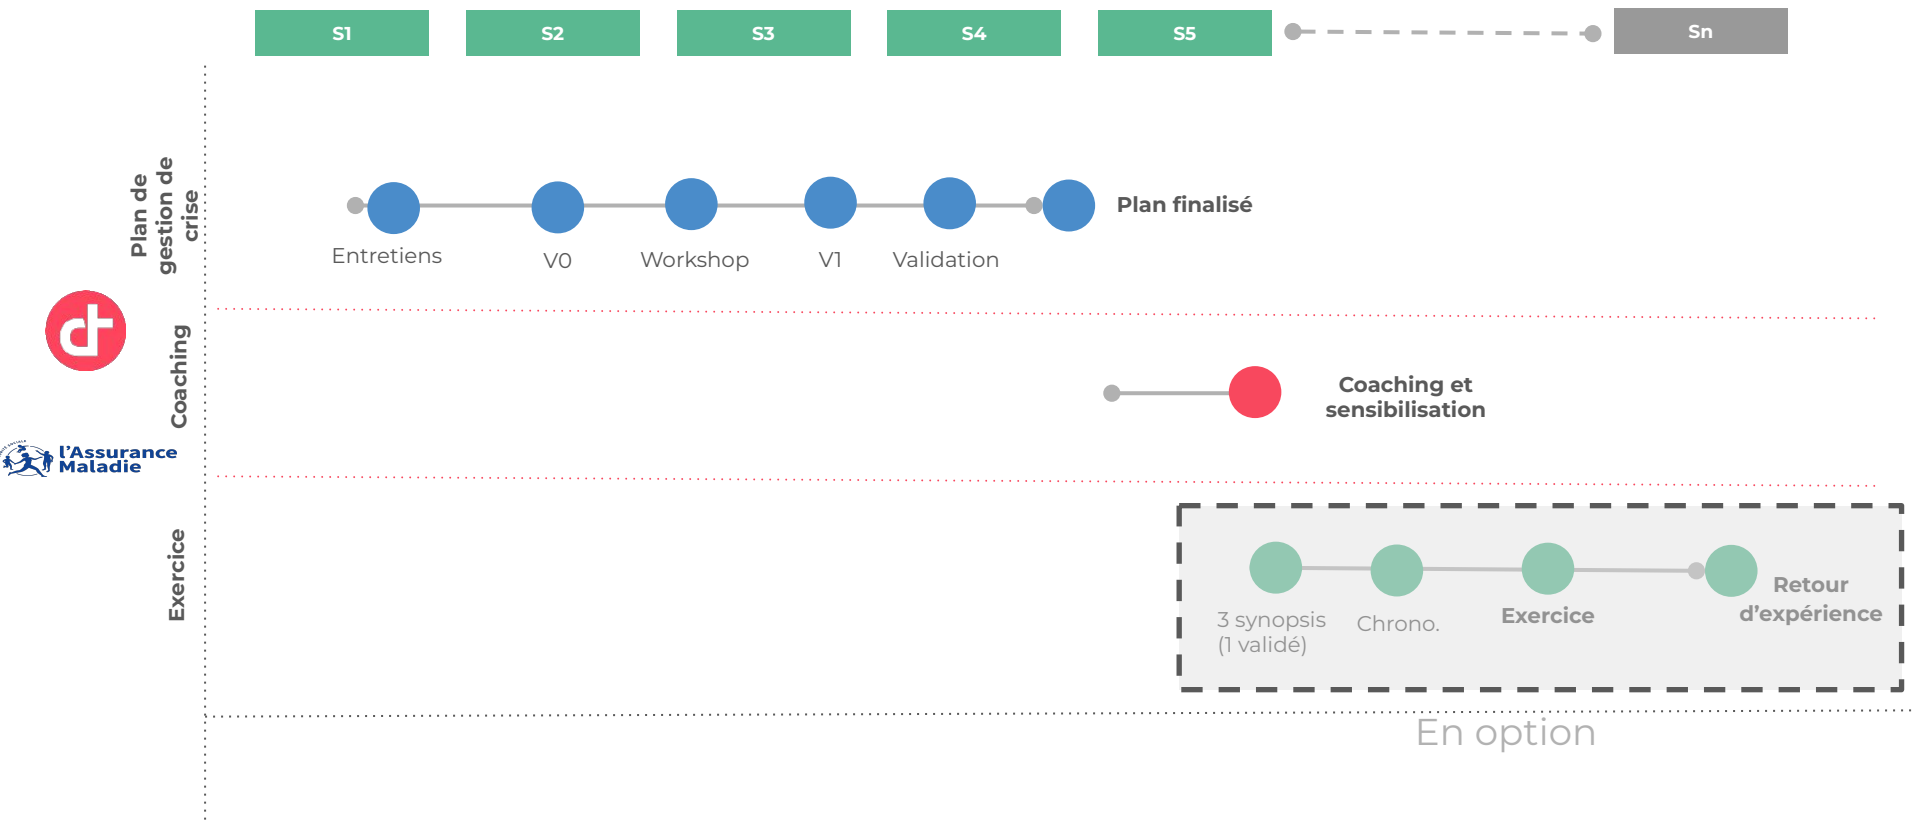 S1
S2
S3
S4
S5
Sn
Plan de
gestion de
crise
Entretiens
V0
Workshop
V1
Validation
Plan finalisé
Coaching
Coaching et
sensibilisation
l'Assurance
Maladie
Exercice
3 synopsis
(1 validé)
Chrono.
Exercice
Retour
d'expérience
En option